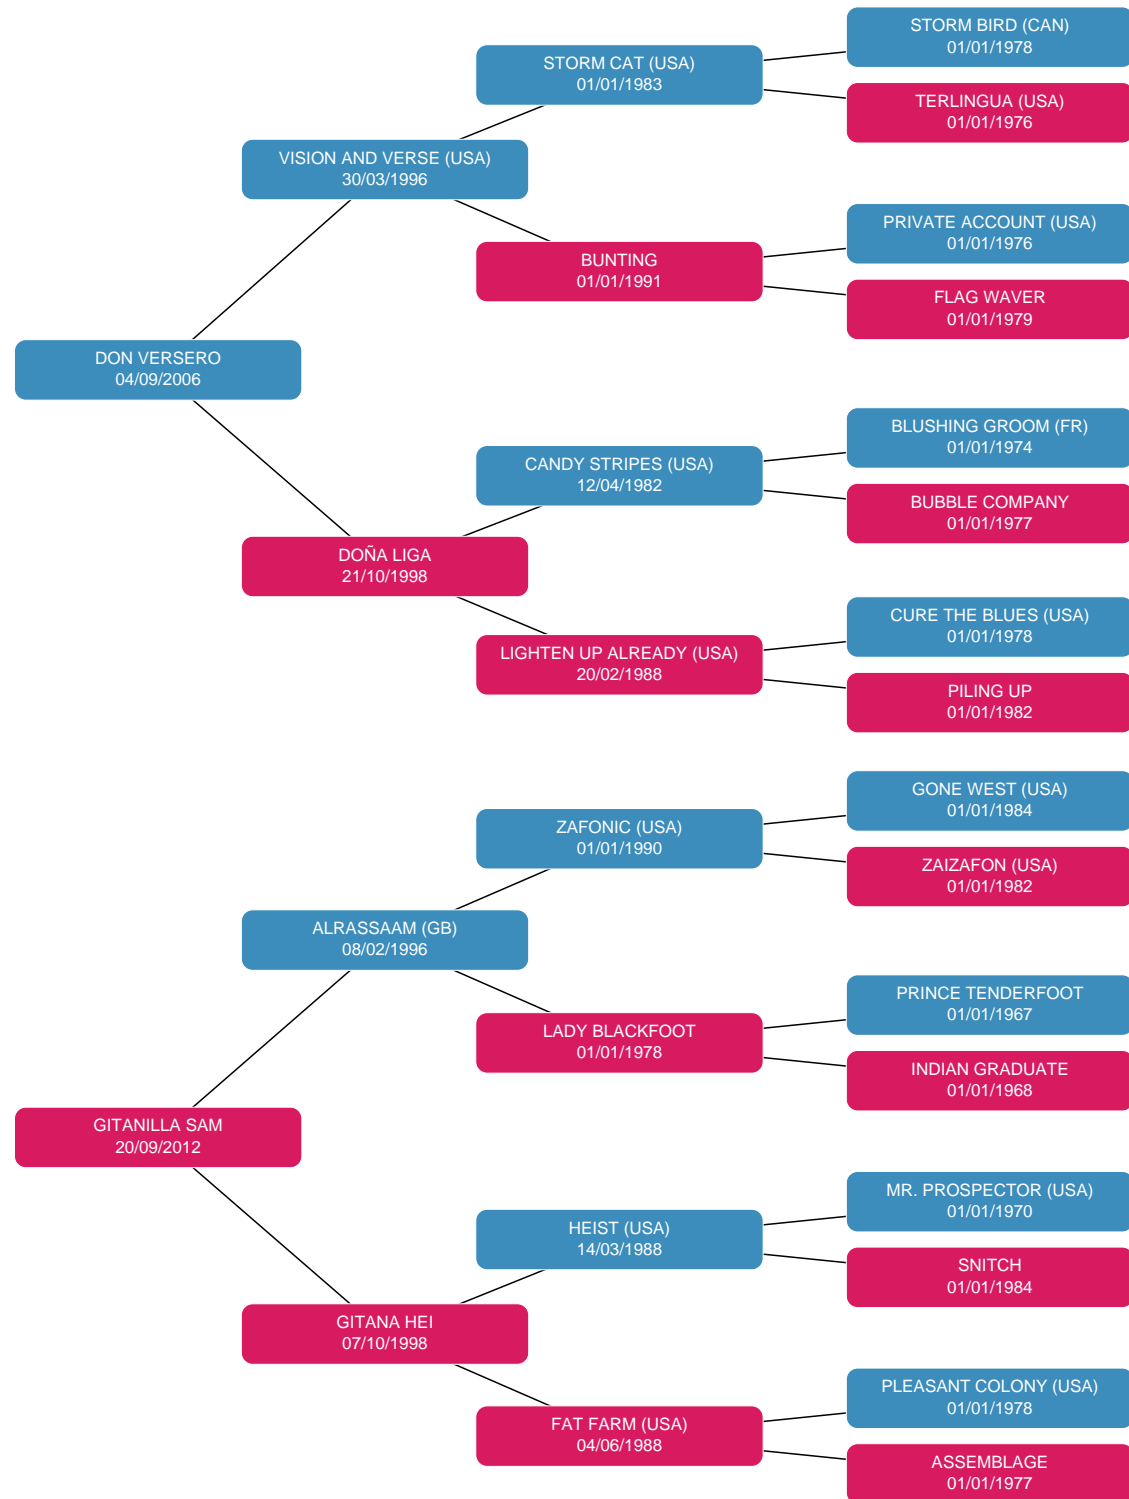 STORM BIRD (CAN)
01/01/1978
STORM CAT (USA)
01/01/1983
TERLINGUA (USA)
01/01/1976
VISION AND VERSE (USA)
30/03/1996
PRIVATE ACCOUNT (USA)
01/01/1976
BUNTING
01/01/1991
FLAG WAVER
01/01/1979
DON VERSERO
04/09/2006
BLUSHING GROOM (FR)
01/01/1974
CANDY STRIPES (USA)
12/04/1982
BUBBLE COMPANY
01/01/1977
DOÑA LIGA
21/10/1998
CURE THE BLUES (USA)
01/01/1978
LIGHTEN UP ALREADY (USA)
20/02/1988
PILING UP
01/01/1982
GONE WEST (USA)
01/01/1984
ZAFONIC (USA)
01/01/1990
ZAIZAFON (USA)
01/01/1982
ALRASSAAM (GB)
08/02/1996
PRINCE TENDERFOOT
01/01/1967
LADY BLACKFOOT
01/01/1978
INDIAN GRADUATE
01/01/1968
GITANILLA SAM
20/09/2012
MR. PROSPECTOR (USA)
01/01/1970
HEIST (USA)
14/03/1988
SNITCH
01/01/1984
GITANA HEI
07/10/1998
PLEASANT COLONY (USA)
01/01/1978
FAT FARM (USA)
04/06/1988
ASSEMBLAGE
01/01/1977